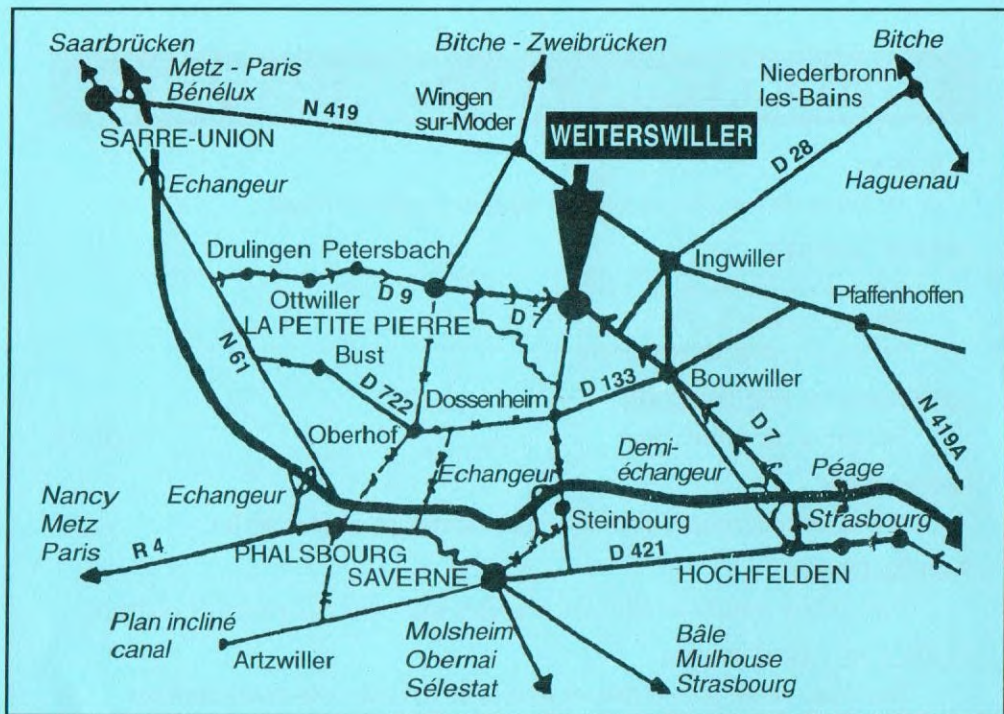 Saarbrücken
Metz - Paris
Bénélux
Bitche - Zweibrücken
Bitche
Niederbronn
les-Bains
Wingen
sur-Moder
N 419
SARRE-UNION
WEITERSWILLER
D 28
Haguenau
Echangeur
Drulingen
Petersbach
Ingwiller
Ottwiller
D 9
D 7
Pfaffenhoffen
LA PETITE PIERRE
N 61
Bust
D 722
Dossenheim
D 133
Bouxwiller
Oberhof
Echangeur
Demi-
échangeur
D 7
N 419A
Péage
Nancy
Metz
Paris
Echangeur
Steinbourg
Strasbourg
R 4
PHALSBOURG
D 421
SAVERNE
HOCHFELDEN
Plan incliné
canal
Artzwiller
Molsheim
Obernai
Sélestat
Bâle
Mulhouse
Strasbourg